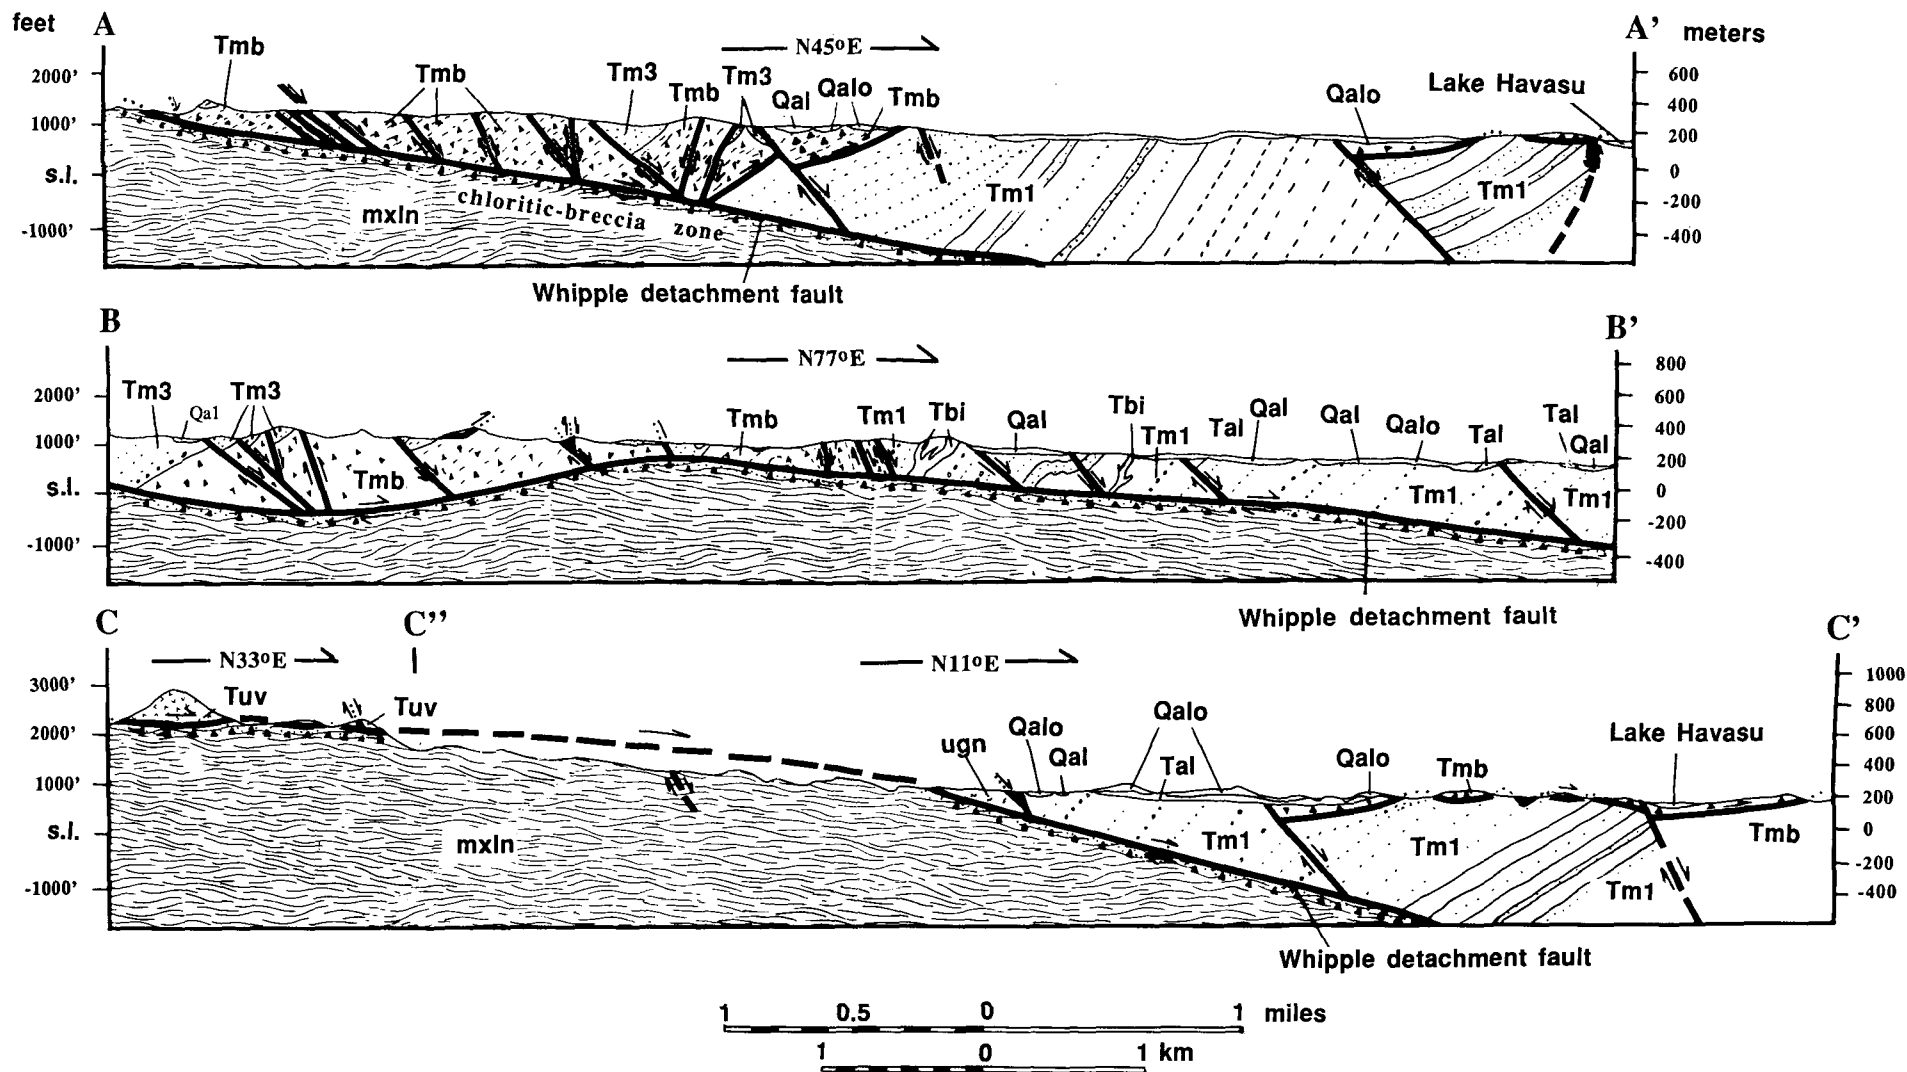 feet A A' meters
N45°E
Tmb Tmb Tm3 Tmb Tm3 Qal Qalo Tmb Qalo Lake Havasu
2000' 600
400
1000' 200
s.l. 0
-200
-1000' -400
mxln chloritic-breccia zone Tm1 Tm1
Whipple detachment fault
B B'
N77°E
800
2000' 600
400
1000' 200
s.l. 0
-200
-1000' -400
Tm3 Qal Tm3 Tmb Tm1 Tbi Qal Tbi Tm1 Tal Qal Qal Qalo Tal Tal Qal
Tmb Tm1 Tm1
Whipple detachment fault
C C'' C'
N33°E N11°E
3000' 1000
800
2000' 600
400
1000' 200
s.l. 0
-200
-1000' -400
Tuv Tuv ugn Qalo Qal Qalo Tal Qalo Tmb Lake Havasu
mxln Tm1 Tm1 Tm1 Tmb
Whipple detachment fault
1 0.5 0 1 miles
1 0 1 km